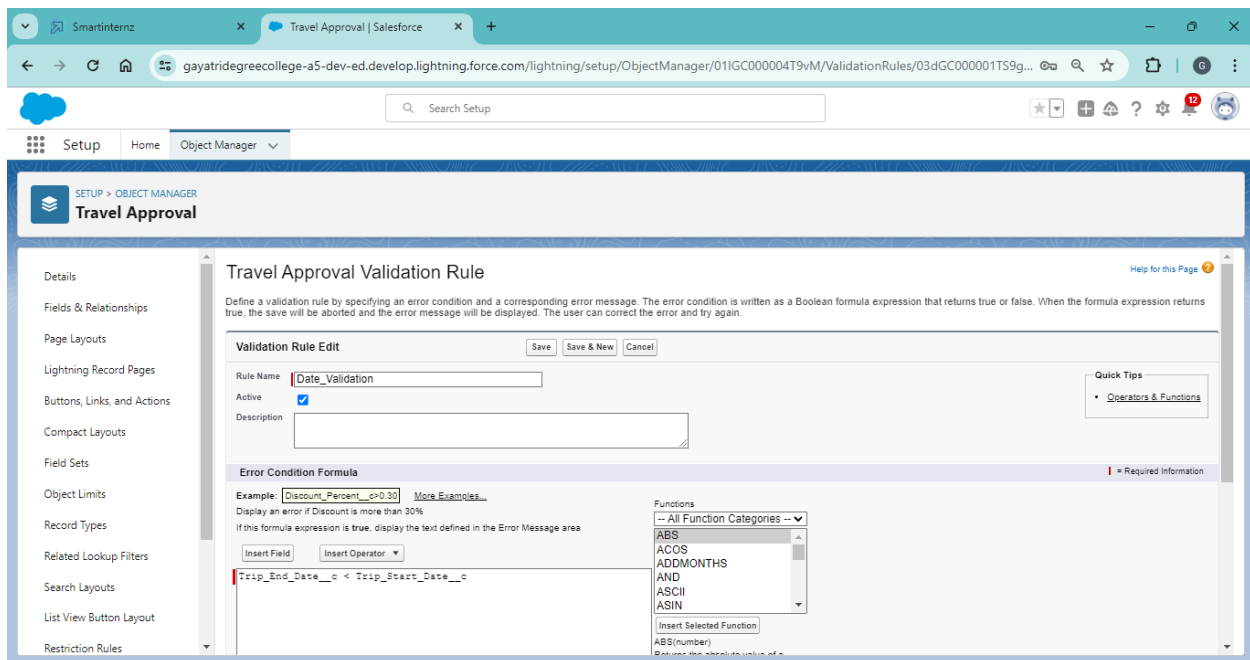 Smartinternz
Travel Approval | Salesforce
gayatridegreecollege-a5-dev-ed.develop.lightning.force.com/lightning/setup/ObjectManager/01IGC000004T9vM/ValidationRules/03dGC000001TS9g...
G
Search Setup
12
Setup Home Object Manager
SETUP > OBJECT MANAGER
Travel Approval
Details
Fields & Relationships
Page Layouts
Lightning Record Pages
Buttons, Links, and Actions
Compact Layouts
Field Sets
Object Limits
Record Types
Related Lookup Filters
Search Layouts
List View Button Layout
Restriction Rules
Travel Approval Validation Rule
Help for this Page
Define a validation rule by specifying an error condition and a corresponding error message. The error condition is written as a Boolean formula expression that returns true or false. When the formula expression returns
true, the save will be aborted and the error message will be displayed. The user can correct the error and try again.
Validation Rule Edit Save Save & New Cancel
Rule Name Date_Validation
Active
Description
Quick Tips
• Operators & Functions
Error Condition Formula
= Required Information
Example: Discount_Percent__c>0.30 More Examples...
Display an error if Discount is more than 30%
If this formula expression is true, display the text defined in the Error Message area
Insert Field Insert Operator
Trip_End_Date__c < Trip_Start_Date__c
Functions
-- All Function Categories --
ABS
ACOS
ADDMONTHS
AND
ASCII
ASIN
Insert Selected Function
ABS(number)
Returns the absolute value of a